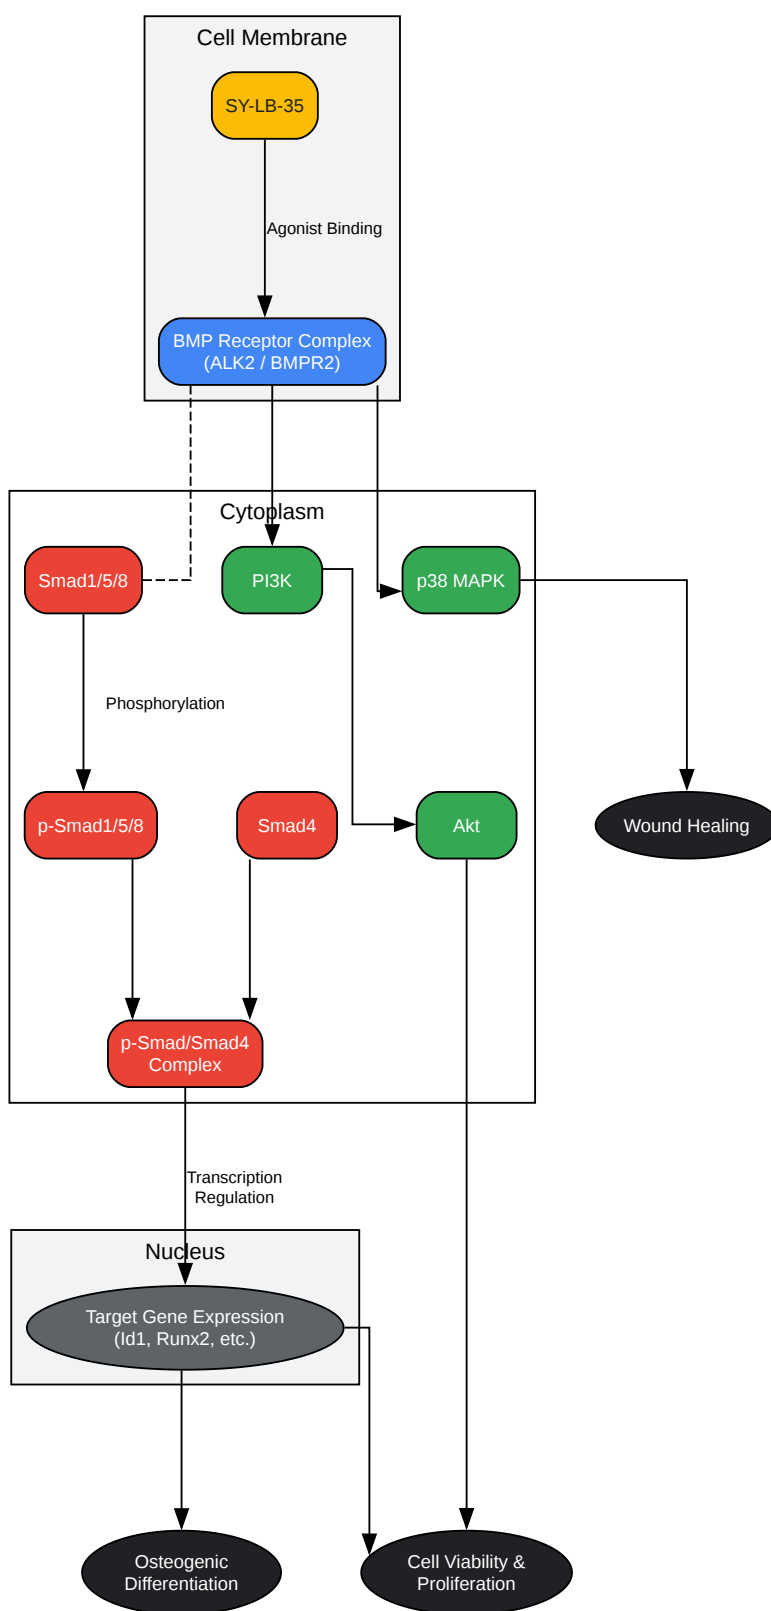 Cell Membrane
SY-LB-35
Agonist Binding
BMP Receptor Complex
(ALK2 / BMPR2)
Cytoplasm
Smad1/5/8
PI3K
p38 MAPK
Phosphorylation
p-Smad1/5/8
Smad4
Akt
Wound Healing
p-Smad/Smad4
Complex
Transcription
Regulation
Nucleus
Target Gene Expression
(Id1, Runx2, etc.)
Osteogenic
Differentiation
Cell Viability &
Proliferation